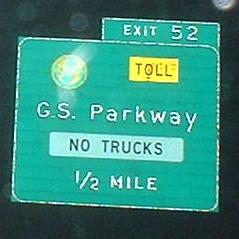 EXIT 52
TOLL
G.S. Parkway
NO TRUCKS
1/2 MILE